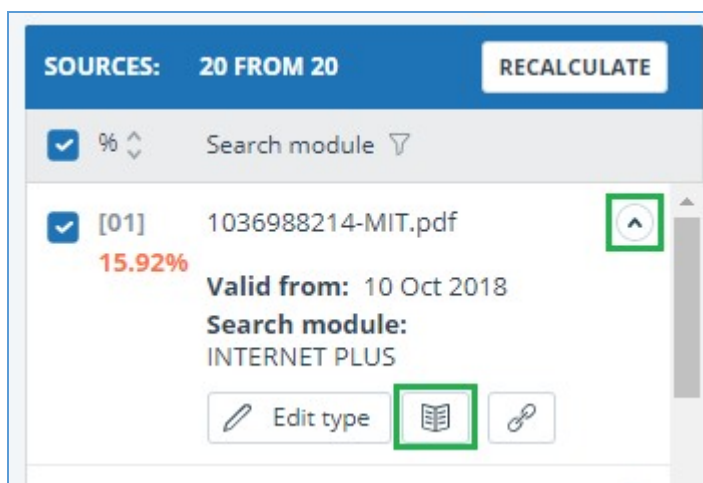 SOURCES: 20 FROM 20 RECALCULATE
% Search module
[01] 1036988214-MIT.pdf
15.92%
Valid from: 10 Oct 2018
Search module:
INTERNET PLUS
Edit type